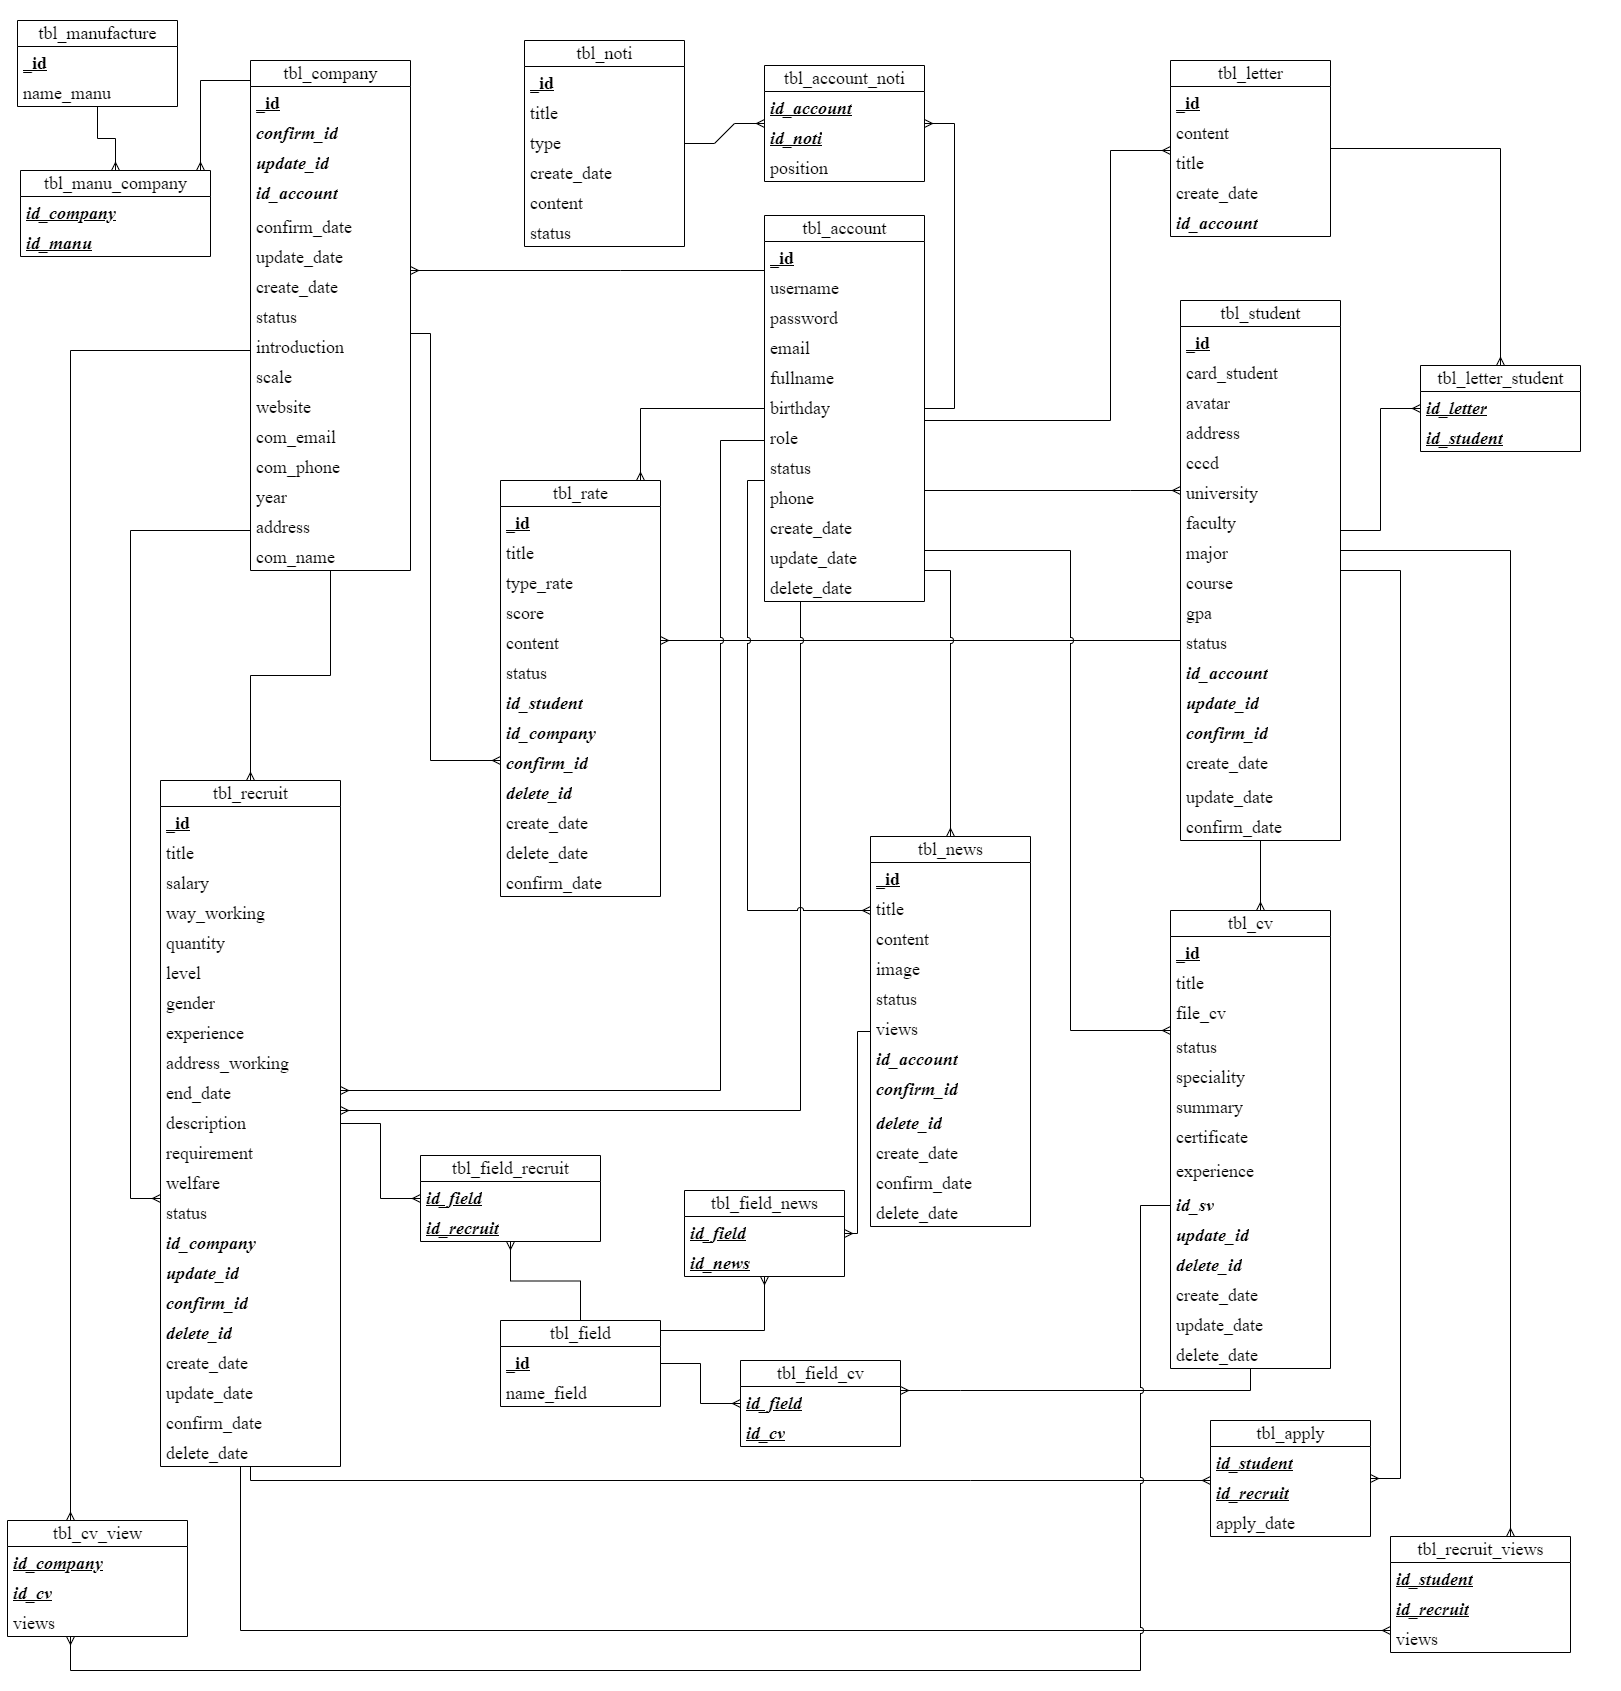 tbl_manufacture
_id
name_manu
tbl_company
_id
confirm_id
update_id
id_account
confirm_date
update_date
create_date
status
introduction
scale
website
com_email
com_phone
year
address
com_name
tbl_manu_company
id_company
id_manu
tbl_noti
_id
title
type
create_date
content
status
tbl_account_noti
id_account
id_noti
position
tbl_account
_id
username
password
email
fullname
birthday
role
status
phone
create_date
update_date
delete_date
tbl_letter
_id
content
title
create_date
id_account
tbl_student
_id
card_student
avatar
address
cccd
university
faculty
major
course
gpa
status
id_account
update_id
confirm_id
create_date
update_date
confirm_date
tbl_letter_student
id_letter
id_student
tbl_rate
_id
title
type_rate
score
content
status
id_student
id_company
confirm_id
delete_id
create_date
delete_date
confirm_date
tbl_recruit
_id
title
salary
way_working
quantity
level
gender
experience
address_working
end_date
description
requirement
welfare
status
id_company
update_id
confirm_id
delete_id
create_date
update_date
confirm_date
delete_date
tbl_news
_id
title
content
image
status
views
id_account
confirm_id
delete_id
create_date
confirm_date
delete_date
tbl_cv
_id
title
file_cv
status
speciality
summary
certificate
experience
id_sv
update_id
delete_id
create_date
update_date
delete_date
tbl_field_recruit
id_field
id_recruit
tbl_field_news
id_field
id_news
tbl_field
_id
name_field
tbl_field_cv
id_field
id_cv
tbl_apply
id_student
id_recruit
apply_date
tbl_cv_view
id_company
id_cv
views
tbl_recruit_views
id_student
id_recruit
views